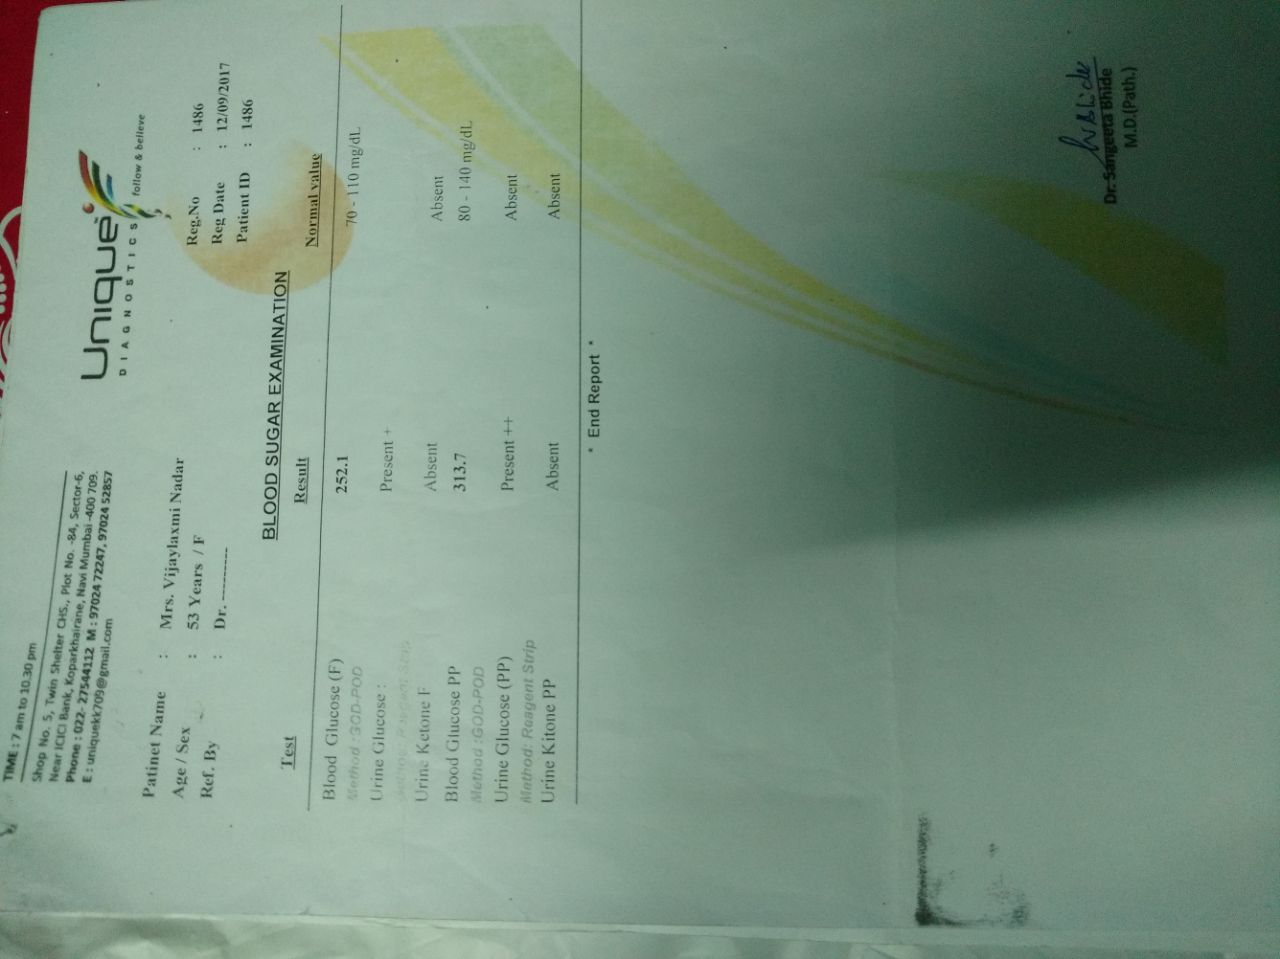 TIME : 7 am to 10.30 pm
Shop No. 5, Twin Shelter CHS., Plot No. -84, Sector-6,
Near ICICI Bank, Koparkhairane, Navi Mumbai -400 709.
Phone : 022- 27544112 M : 97024 72247, 97024 52857
E : uniquekk709@gmail.com
Unique
DIAGNOSTICS
follow & believe
Patinet Name : Mrs. Vijaylaxmi Nadar
Reg.No : 1486
Age / Sex : 53 Years / F
Reg Date : 12/09/2017
Ref. By : Dr. ---------
Patient ID : 1486
BLOOD SUGAR EXAMINATION
Test Result Normal value
Blood Glucose (F) 252.1 70 - 110 mg/dL
Method :GOD-POD
Urine Glucose : Present +
Reagent Strip
Urine Ketone F Absent Absent
Blood Glucose PP 313.7 80 - 140 mg/dL
Method :GOD-POD
Urine Glucose (PP) Present ++ Absent
Method: Reagent Strip
Urine Kitone PP Absent Absent
* End Report *
Dr. Sangeeta Bhide
M.D.(Path.)